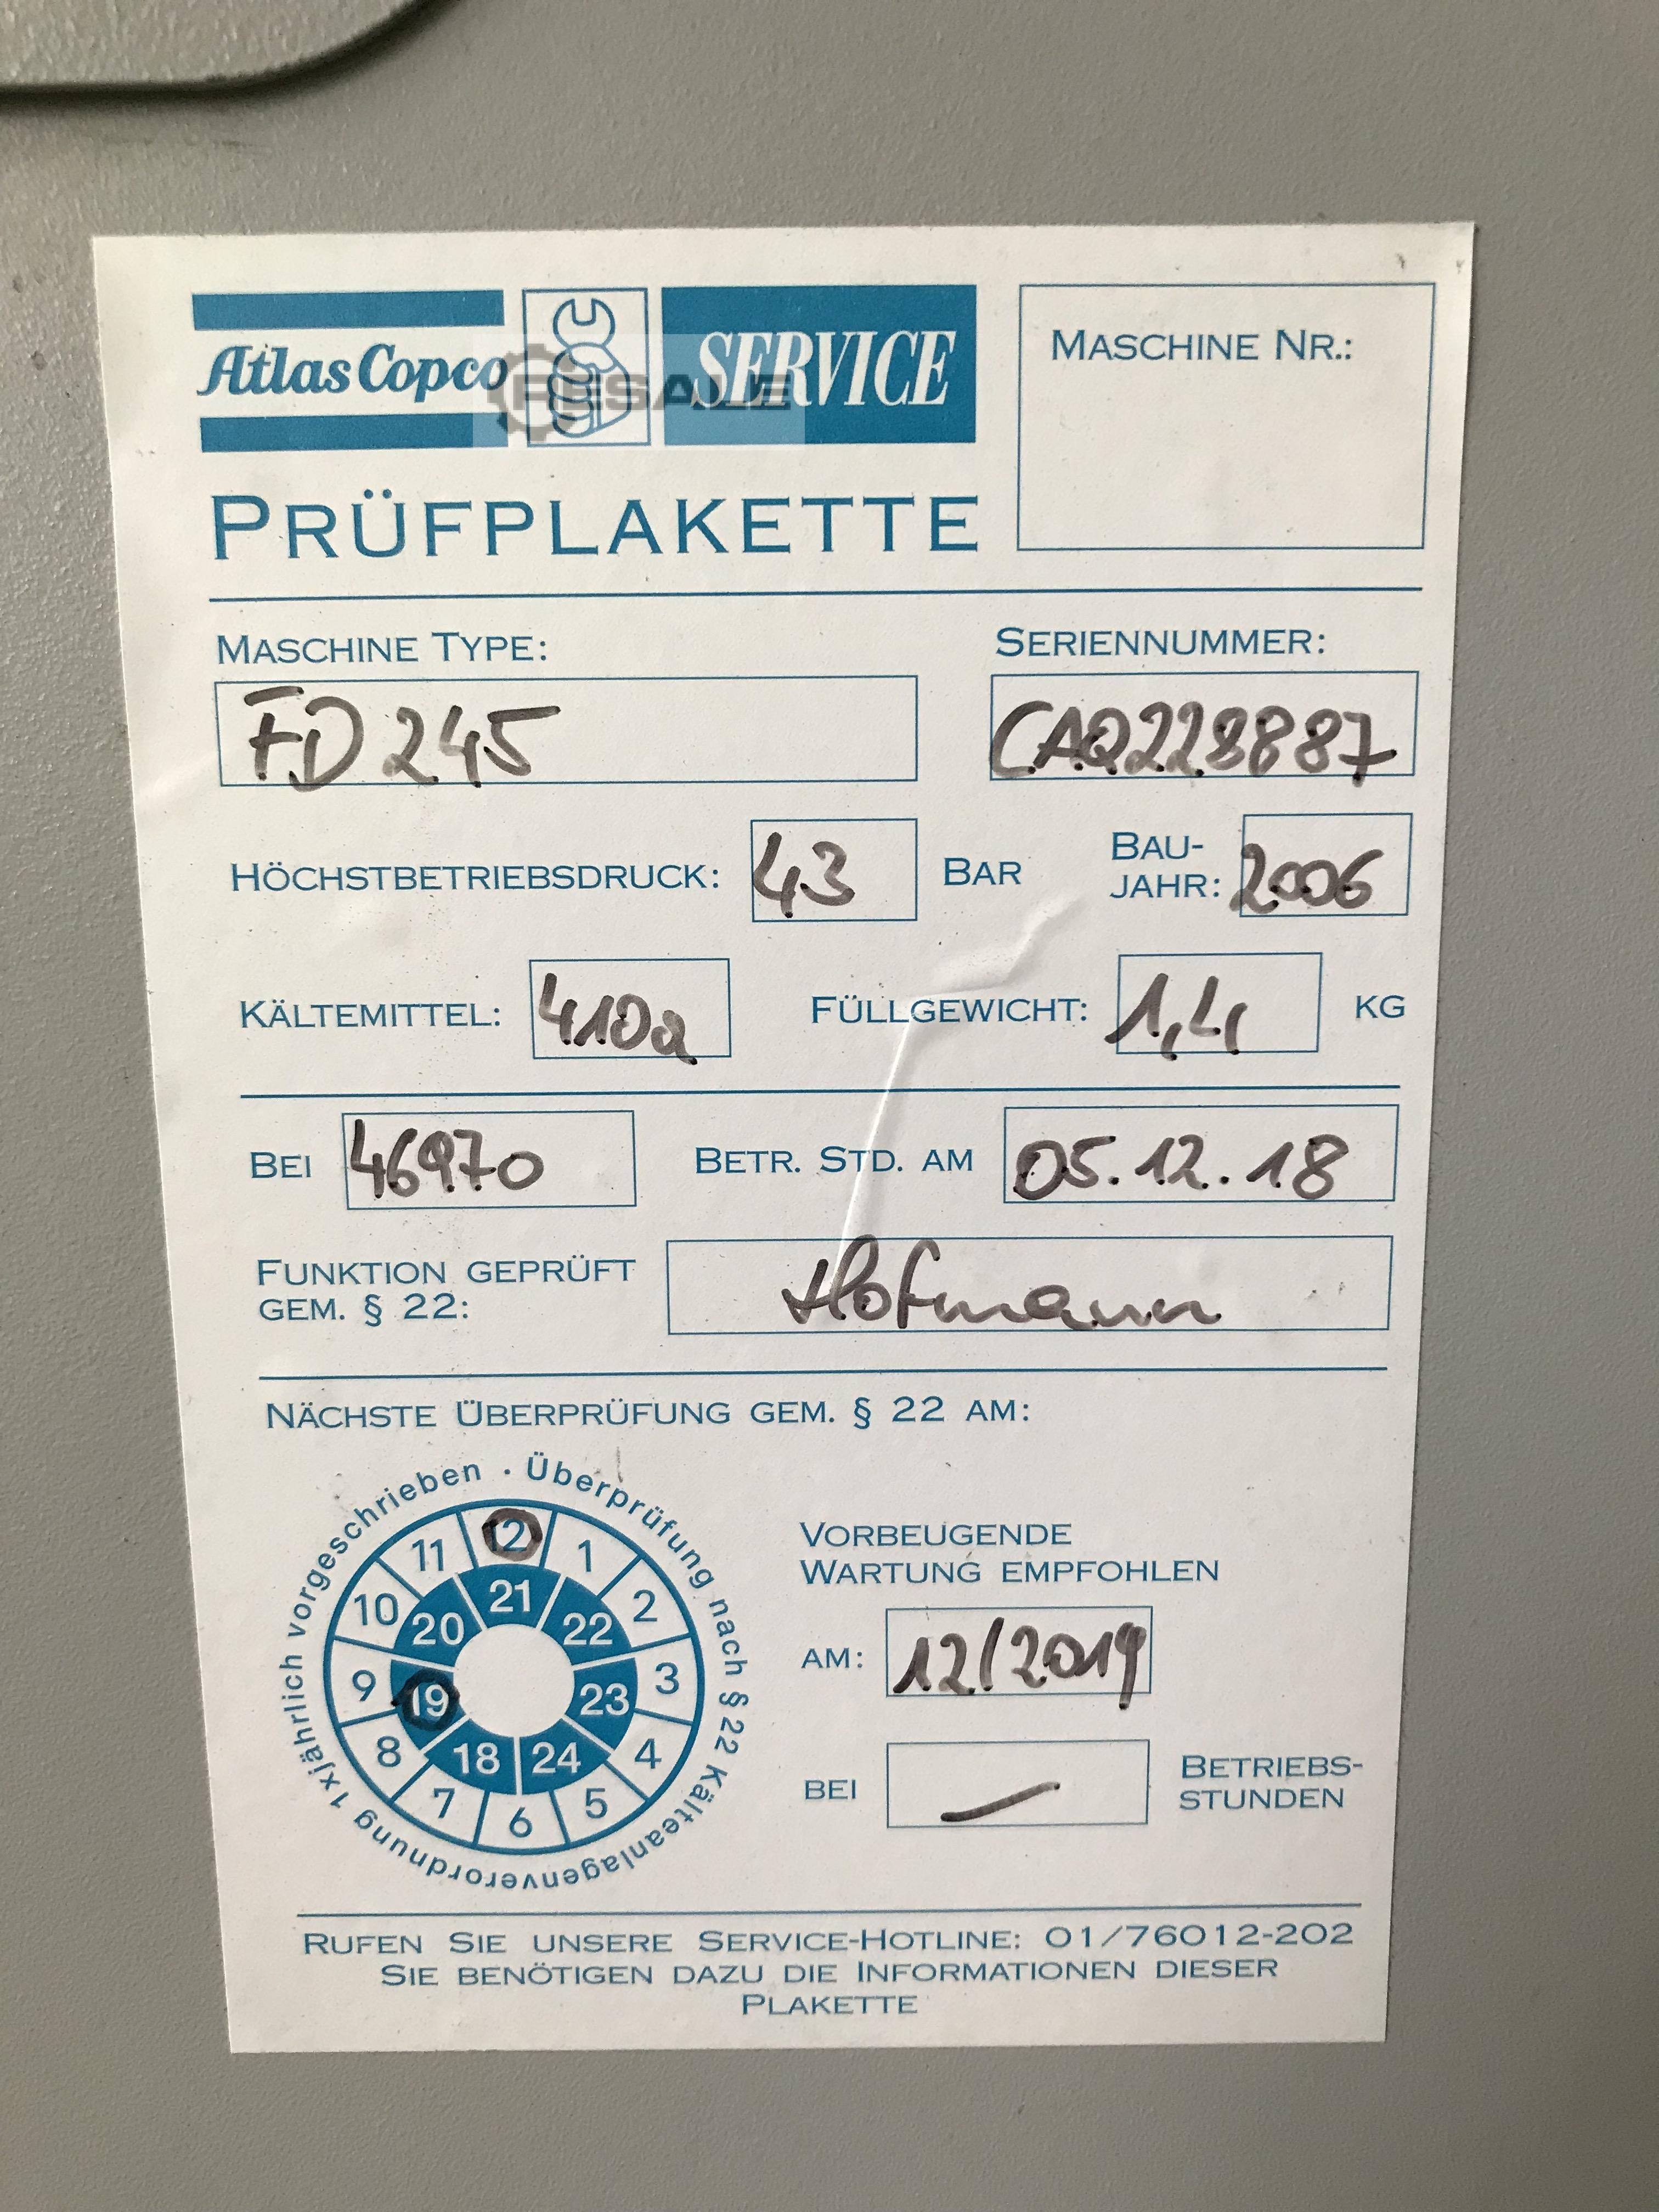 Atlas Copco SERVICE
RESALE
MASCHINE NR.:
PRÜFPLAKETTE
MASCHINE TYPE: SERIENNUMMER:
FD 245 CAQ228887
HÖCHSTBETRIEBSDRUCK: 43 BAR BAU-
JAHR: 2006
KÄLTEMITTEL: 410a FÜLLGEWICHT: 1,4 KG
BEI 46970 BETR. STD. AM 05.12.18
FUNKTION GEPRÜFT
GEM. § 22: Hofmann
NÄCHSTE ÜBERPRÜFUNG GEM. § 22 AM:
Überprüfung nach § 22 Kälteanlagenverordnung 1xjährlich vorgeschrieben ·
12 1 2 3 4 5 6 7 8 9 10 11
21 22 23 24 18 19 20
VORBEUGENDE
WARTUNG EMPFOHLEN
AM: 12/2019
BEI — BETRIEBS-
STUNDEN
RUFEN SIE UNSERE SERVICE-HOTLINE: 01/76012-202
SIE BENÖTIGEN DAZU DIE INFORMATIONEN DIESER
PLAKETTE